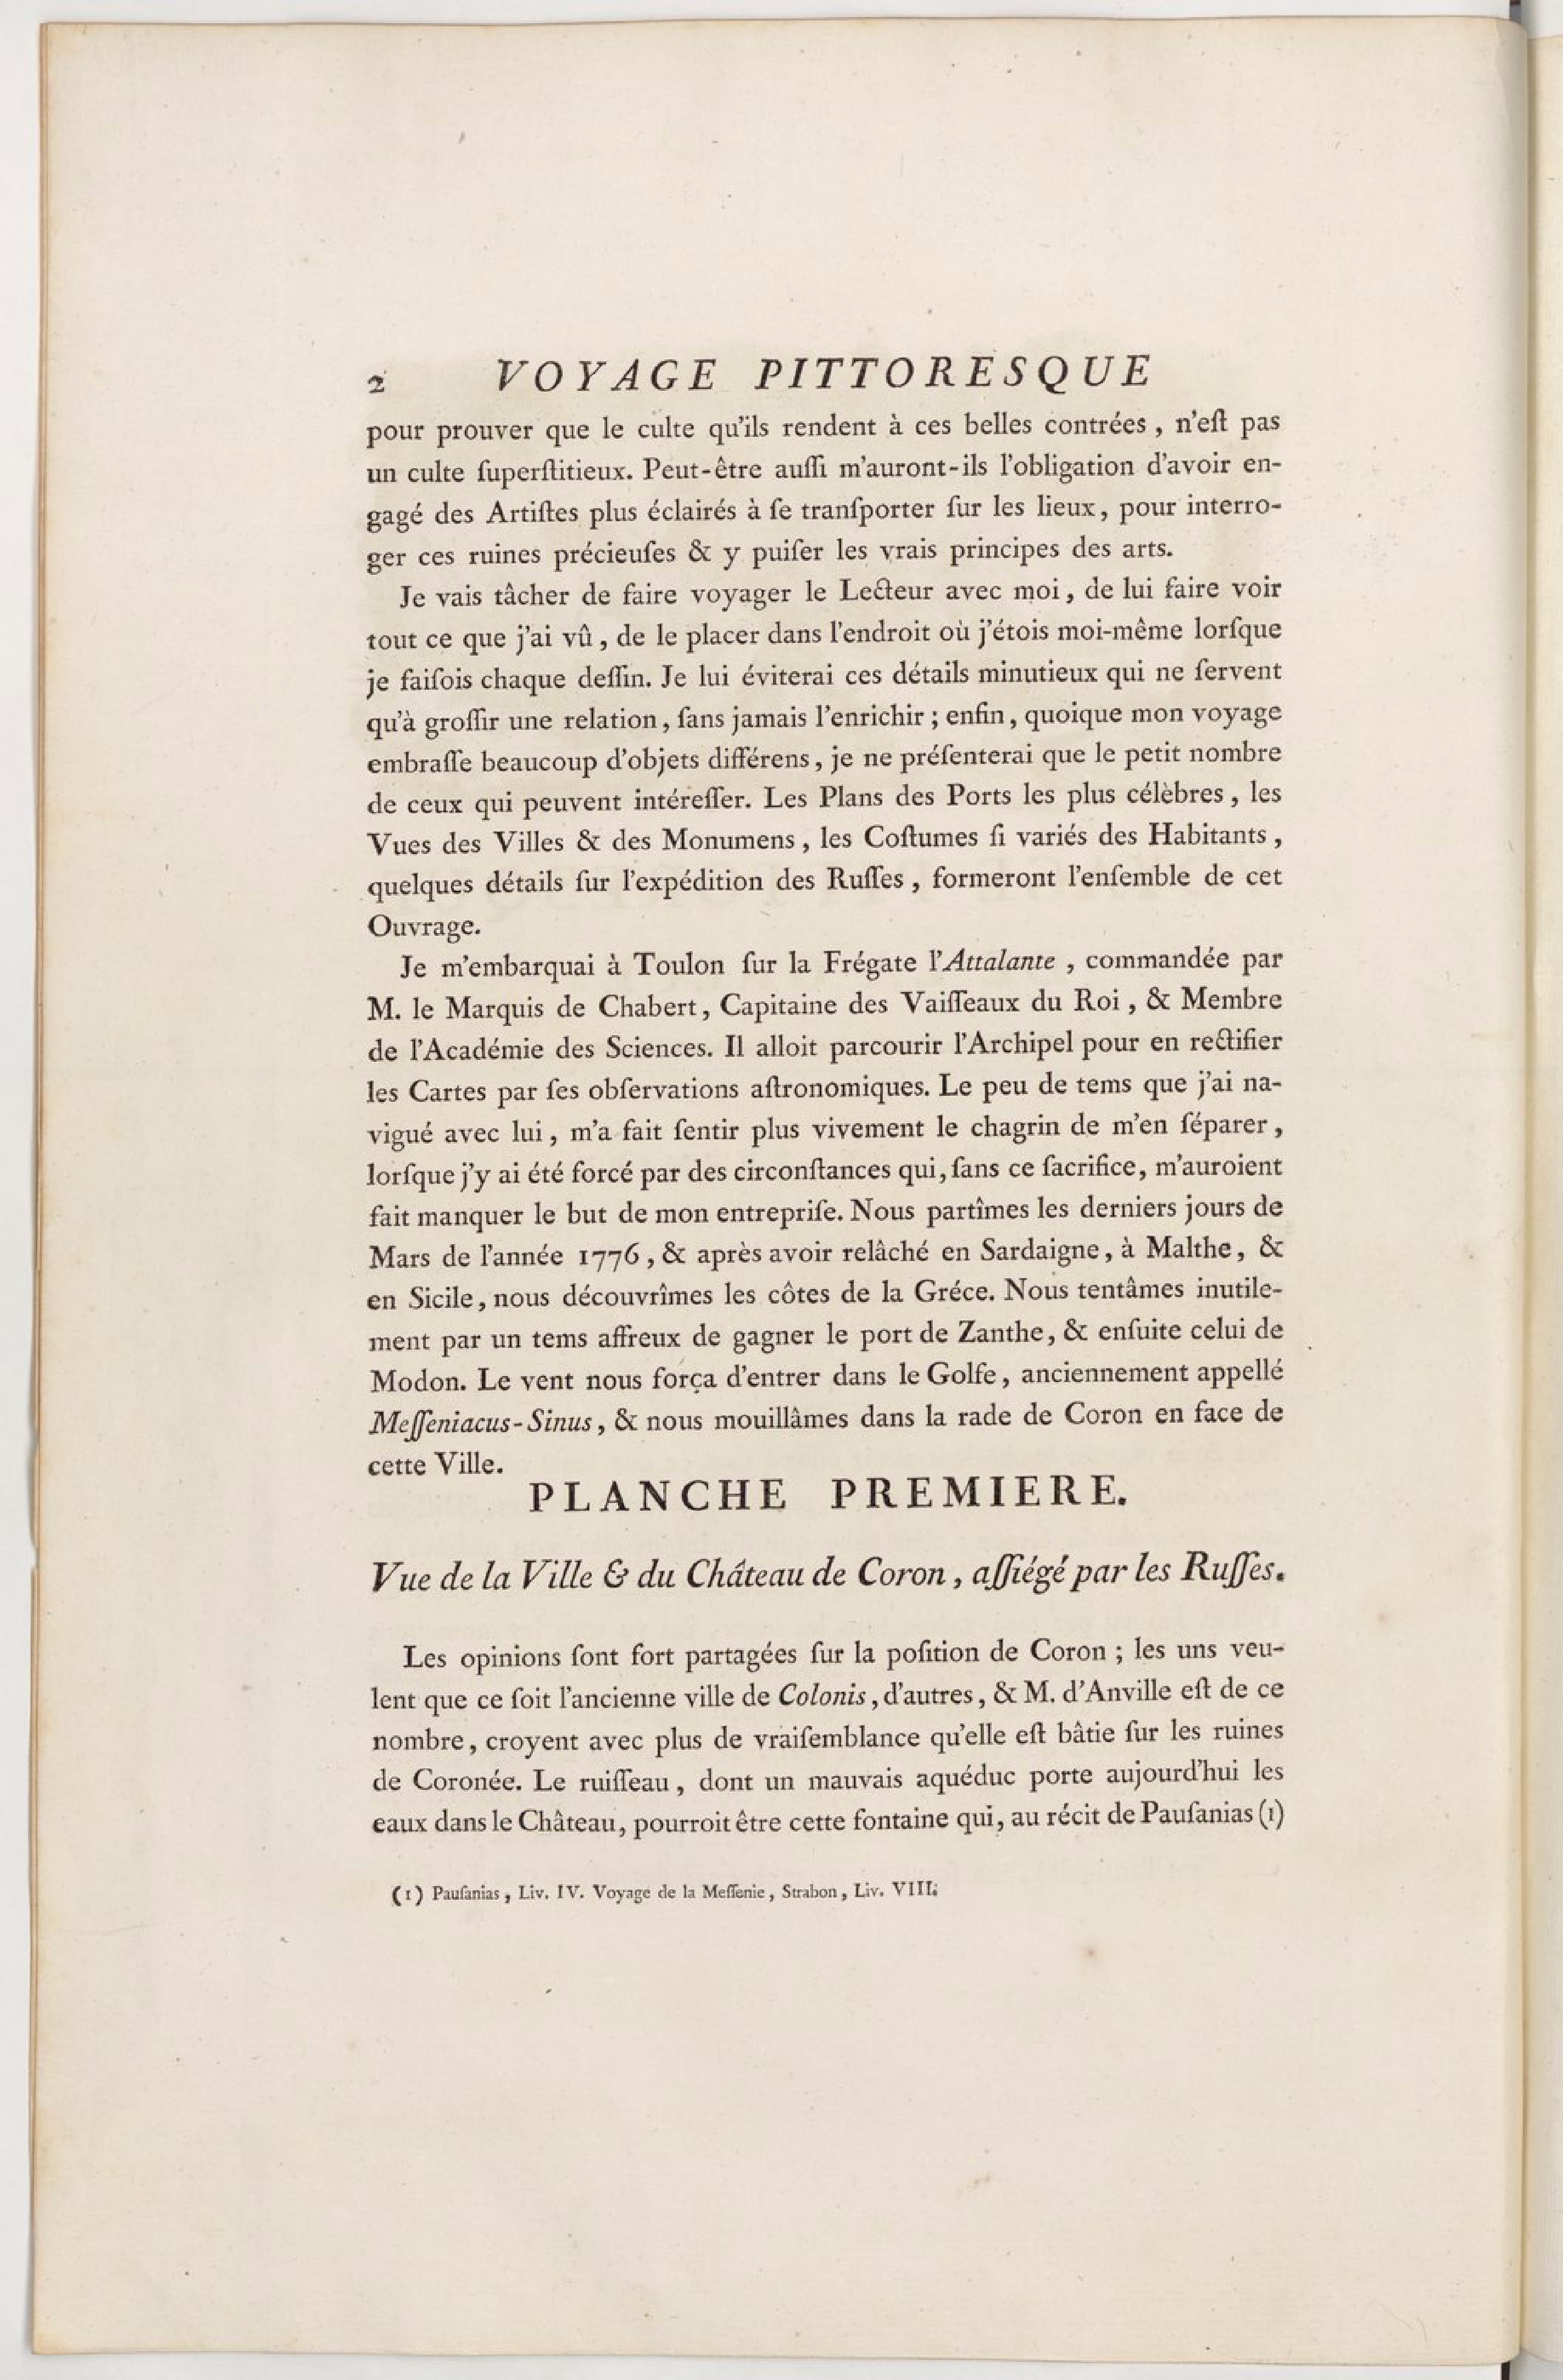 2 VOYAGE PITTORESQUE
pour prouver que le culte qu'ils rendent à ces belles contrées, n'eſt pas
un culte ſuperſtitieux. Peut-être auſſi m'auront-ils l'obligation d'avoir en-
gagé des Artiſtes plus éclairés à ſe tranſporter ſur les lieux, pour interro-
ger ces ruines précieuſes & y puiſer les vrais principes des arts.
Je vais tâcher de faire voyager le Lecteur avec moi, de lui faire voir
tout ce que j'ai vû, de le placer dans l'endroit où j'étois moi-même lorſque
je faiſois chaque deſſin. Je lui éviterai ces détails minutieux qui ne ſervent
qu'à groſſir une relation, ſans jamais l'enrichir; enfin, quoique mon voyage
embraſſe beaucoup d'objets différens, je ne préſenterai que le petit nombre
de ceux qui peuvent intéreſſer. Les Plans des Ports les plus célèbres, les
Vues des Villes & des Monumens, les Coſtumes ſi variés des Habitants,
quelques détails ſur l'expédition des Ruſſes, formeront l'enſemble de cet
Ouvrage.
Je m'embarquai à Toulon ſur la Frégate l'Attalante, commandée par
M. le Marquis de Chabert, Capitaine des Vaiſſeaux du Roi, & Membre
de l'Académie des Sciences. Il alloit parcourir l'Archipel pour en rectifier
les Cartes par ſes obſervations aſtronomiques. Le peu de tems que j'ai na-
vigué avec lui, m'a fait ſentir plus vivement le chagrin de m'en ſéparer,
lorſque j'y ai été forcé par des circonſtances qui, ſans ce ſacrifice, m'auroient
fait manquer le but de mon entrepriſe. Nous partîmes les derniers jours de
Mars de l'année 1776, & après avoir relâché en Sardaigne, à Malthe, &
en Sicile, nous découvrîmes les côtes de la Gréce. Nous tentâmes inutile-
ment par un tems affreux de gagner le port de Zanthe, & enſuite celui de
Modon. Le vent nous força d'entrer dans le Golfe, anciennement appellé
Meſſeniacus-Sinus, & nous mouillâmes dans la rade de Coron en face de
cette Ville.
PLANCHE PREMIERE.
Vue de la Ville & du Château de Coron, aſſiégé par les Ruſſes.
Les opinions ſont fort partagées ſur la poſition de Coron; les uns veu-
lent que ce ſoit l'ancienne ville de Colonis, d'autres, & M. d'Anville eſt de ce
nombre, croyent avec plus de vraiſemblance qu'elle eſt bâtie ſur les ruines
de Coronée. Le ruiſſeau, dont un mauvais aquéduc porte aujourd'hui les
eaux dans le Château, pourroit être cette fontaine qui, au récit de Pauſanias (1)
(1) Pauſanias, Liv. IV. Voyage de la Meſſenie, Strabon, Liv. VIII.